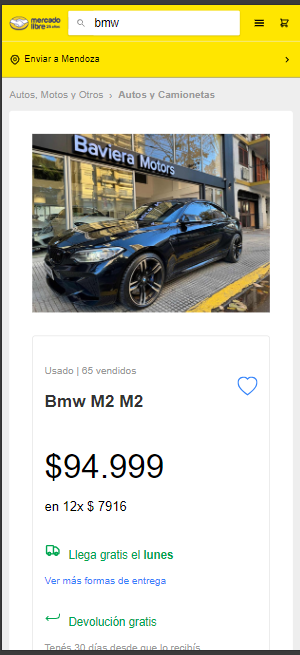 mercado
libre
bmw
Enviar a Mendoza
Autos, Motos y Otros › Autos y Camionetas
Baviera Motors
Usado | 65 vendidos
Bmw M2 M2
$94.999
en 12x $ 7916
Llega gratis el lunes
Ver más formas de entrega
Devolución gratis
Tenés 30 días desde que lo recibís